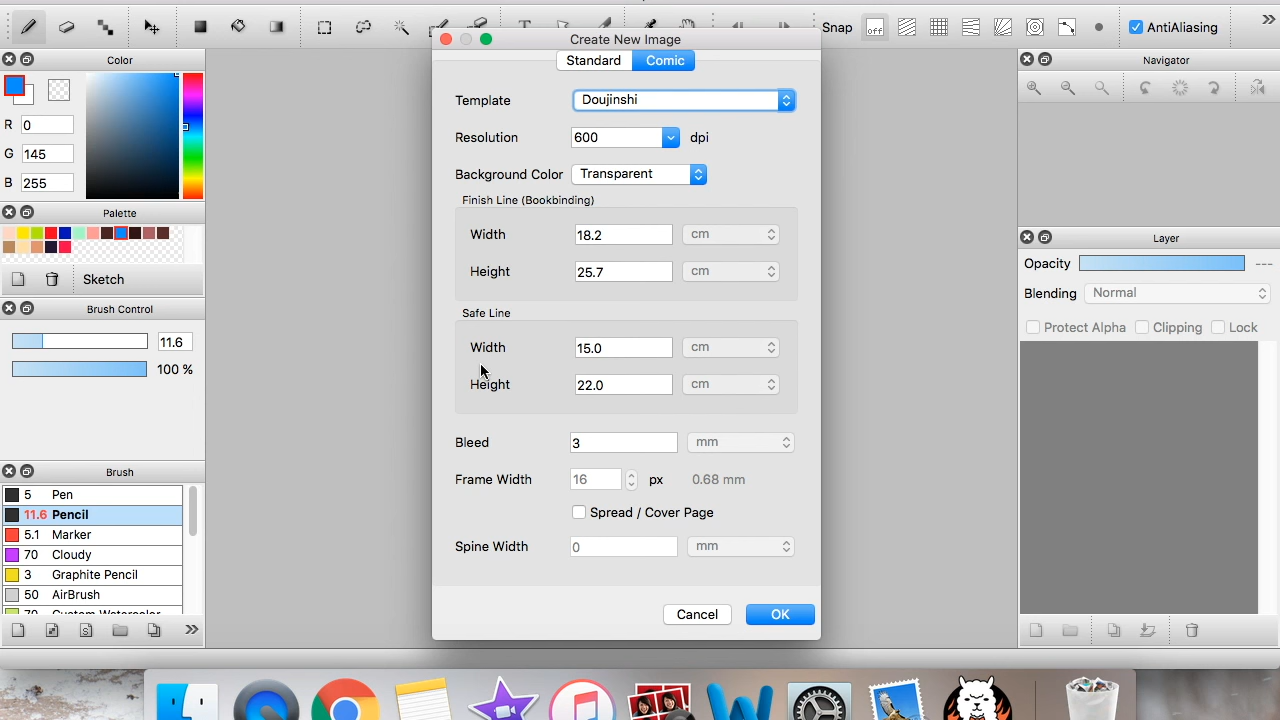 Snap
off
AntiAliasing
Create New Image
Standard
Comic
Template
Doujinshi
Resolution
600
dpi
Background Color
Transparent
Finish Line (Bookbinding)
Width
18.2
cm
Height
25.7
cm
Safe Line
Width
15.0
cm
Height
22.0
cm
Bleed
3
mm
Frame Width
16
px
0.68 mm
Spread / Cover Page
Spine Width
0
mm
Cancel
OK
Color
R
0
G
145
B
255
Palette
Sketch
Brush Control
11.6
100 %
Brush
5 Pen
11.6 Pencil
5.1 Marker
70 Cloudy
3 Graphite Pencil
50 AirBrush
70 Custom Watercolor
Navigator
Layer
Opacity
---
Blending
Normal
Protect Alpha
Clipping
Lock